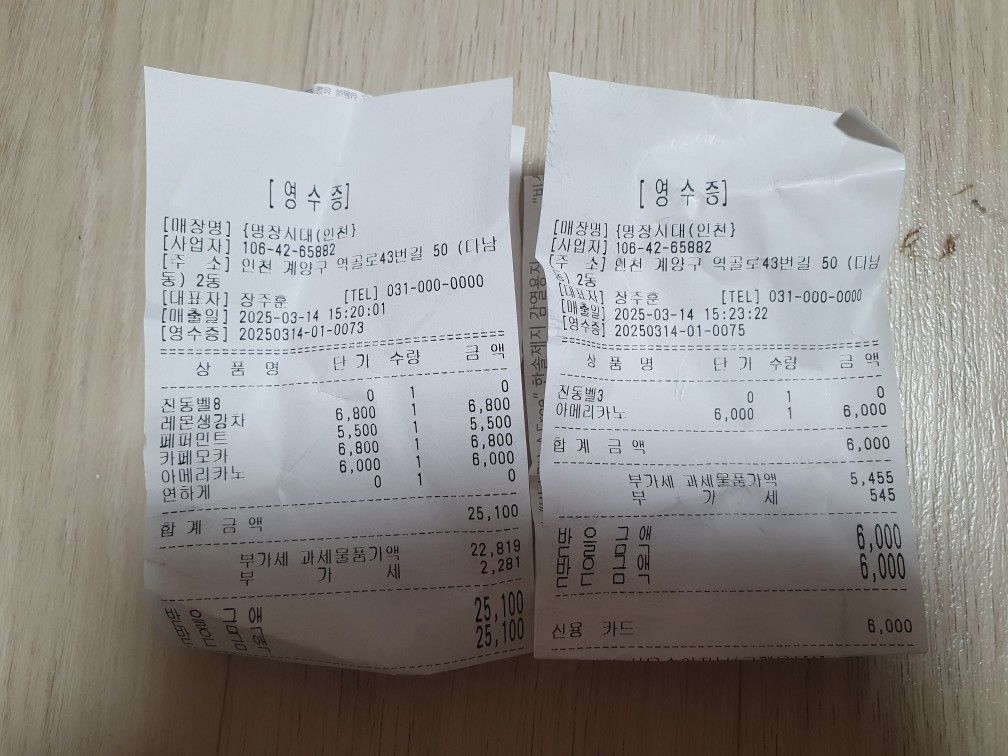 [ 영 수 증]
[매장명] {명장시대(인천}
[사업자] 106-42-65882
[주 소] 인천 계양구 역골로43번길 50 (다남
동) 2동
[대표자] 장주훈 [TEL] 031-000-0000
[매출일] 2025-03-14 15:20:01
[영수증] 20250314-01-0073
상 품 명 단 가 수량 금 액
진동벨8 0 1 0
레몬생강차 6,800 1 6,800
페퍼민트 5,500 1 5,500
카페모카 6,800 1 6,800
아메리카노 6,000 1 6,000
연하게 0 1 0
합 계 금 액 25,100
부가세 과세물품가액 22,819
부 가 세 2,281
받 을 금 액 25,100
받 은 금 액 25,100
[ 영 수 증]
[매장명] {명장시대(인천}
[사업자] 106-42-65882
[주 소] 인천 계양구 역골로43번길 50 (다남
동) 2동
[대표자] 장주훈 [TEL] 031-000-0000
[매출일] 2025-03-14 15:23:22
[영수증] 20250314-01-0075
상 품 명 단 가 수량 금 액
진동벨3 0 1 0
아메리카노 6,000 1 6,000
합 계 금 액 6,000
부가세 과세물품가액 5,455
부 가 세 545
받 을 금 액 6,000
받 은 금 액 6,000
신용 카드 6,000
한솔제지 감열용지